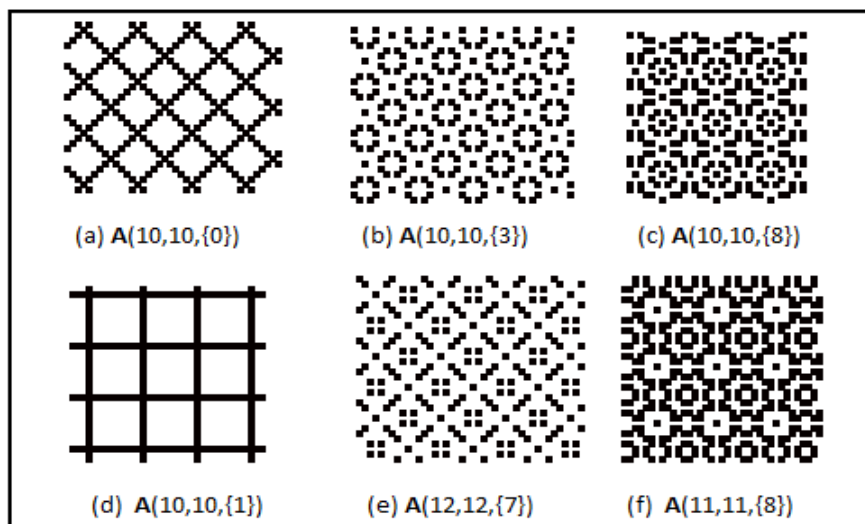 (a) A(10,10,{0}) (b) A(10,10,{3}) (c) A(10,10,{8})
(d) A(10,10,{1}) (e) A(12,12,{7}) (f) A(11,11,{8})